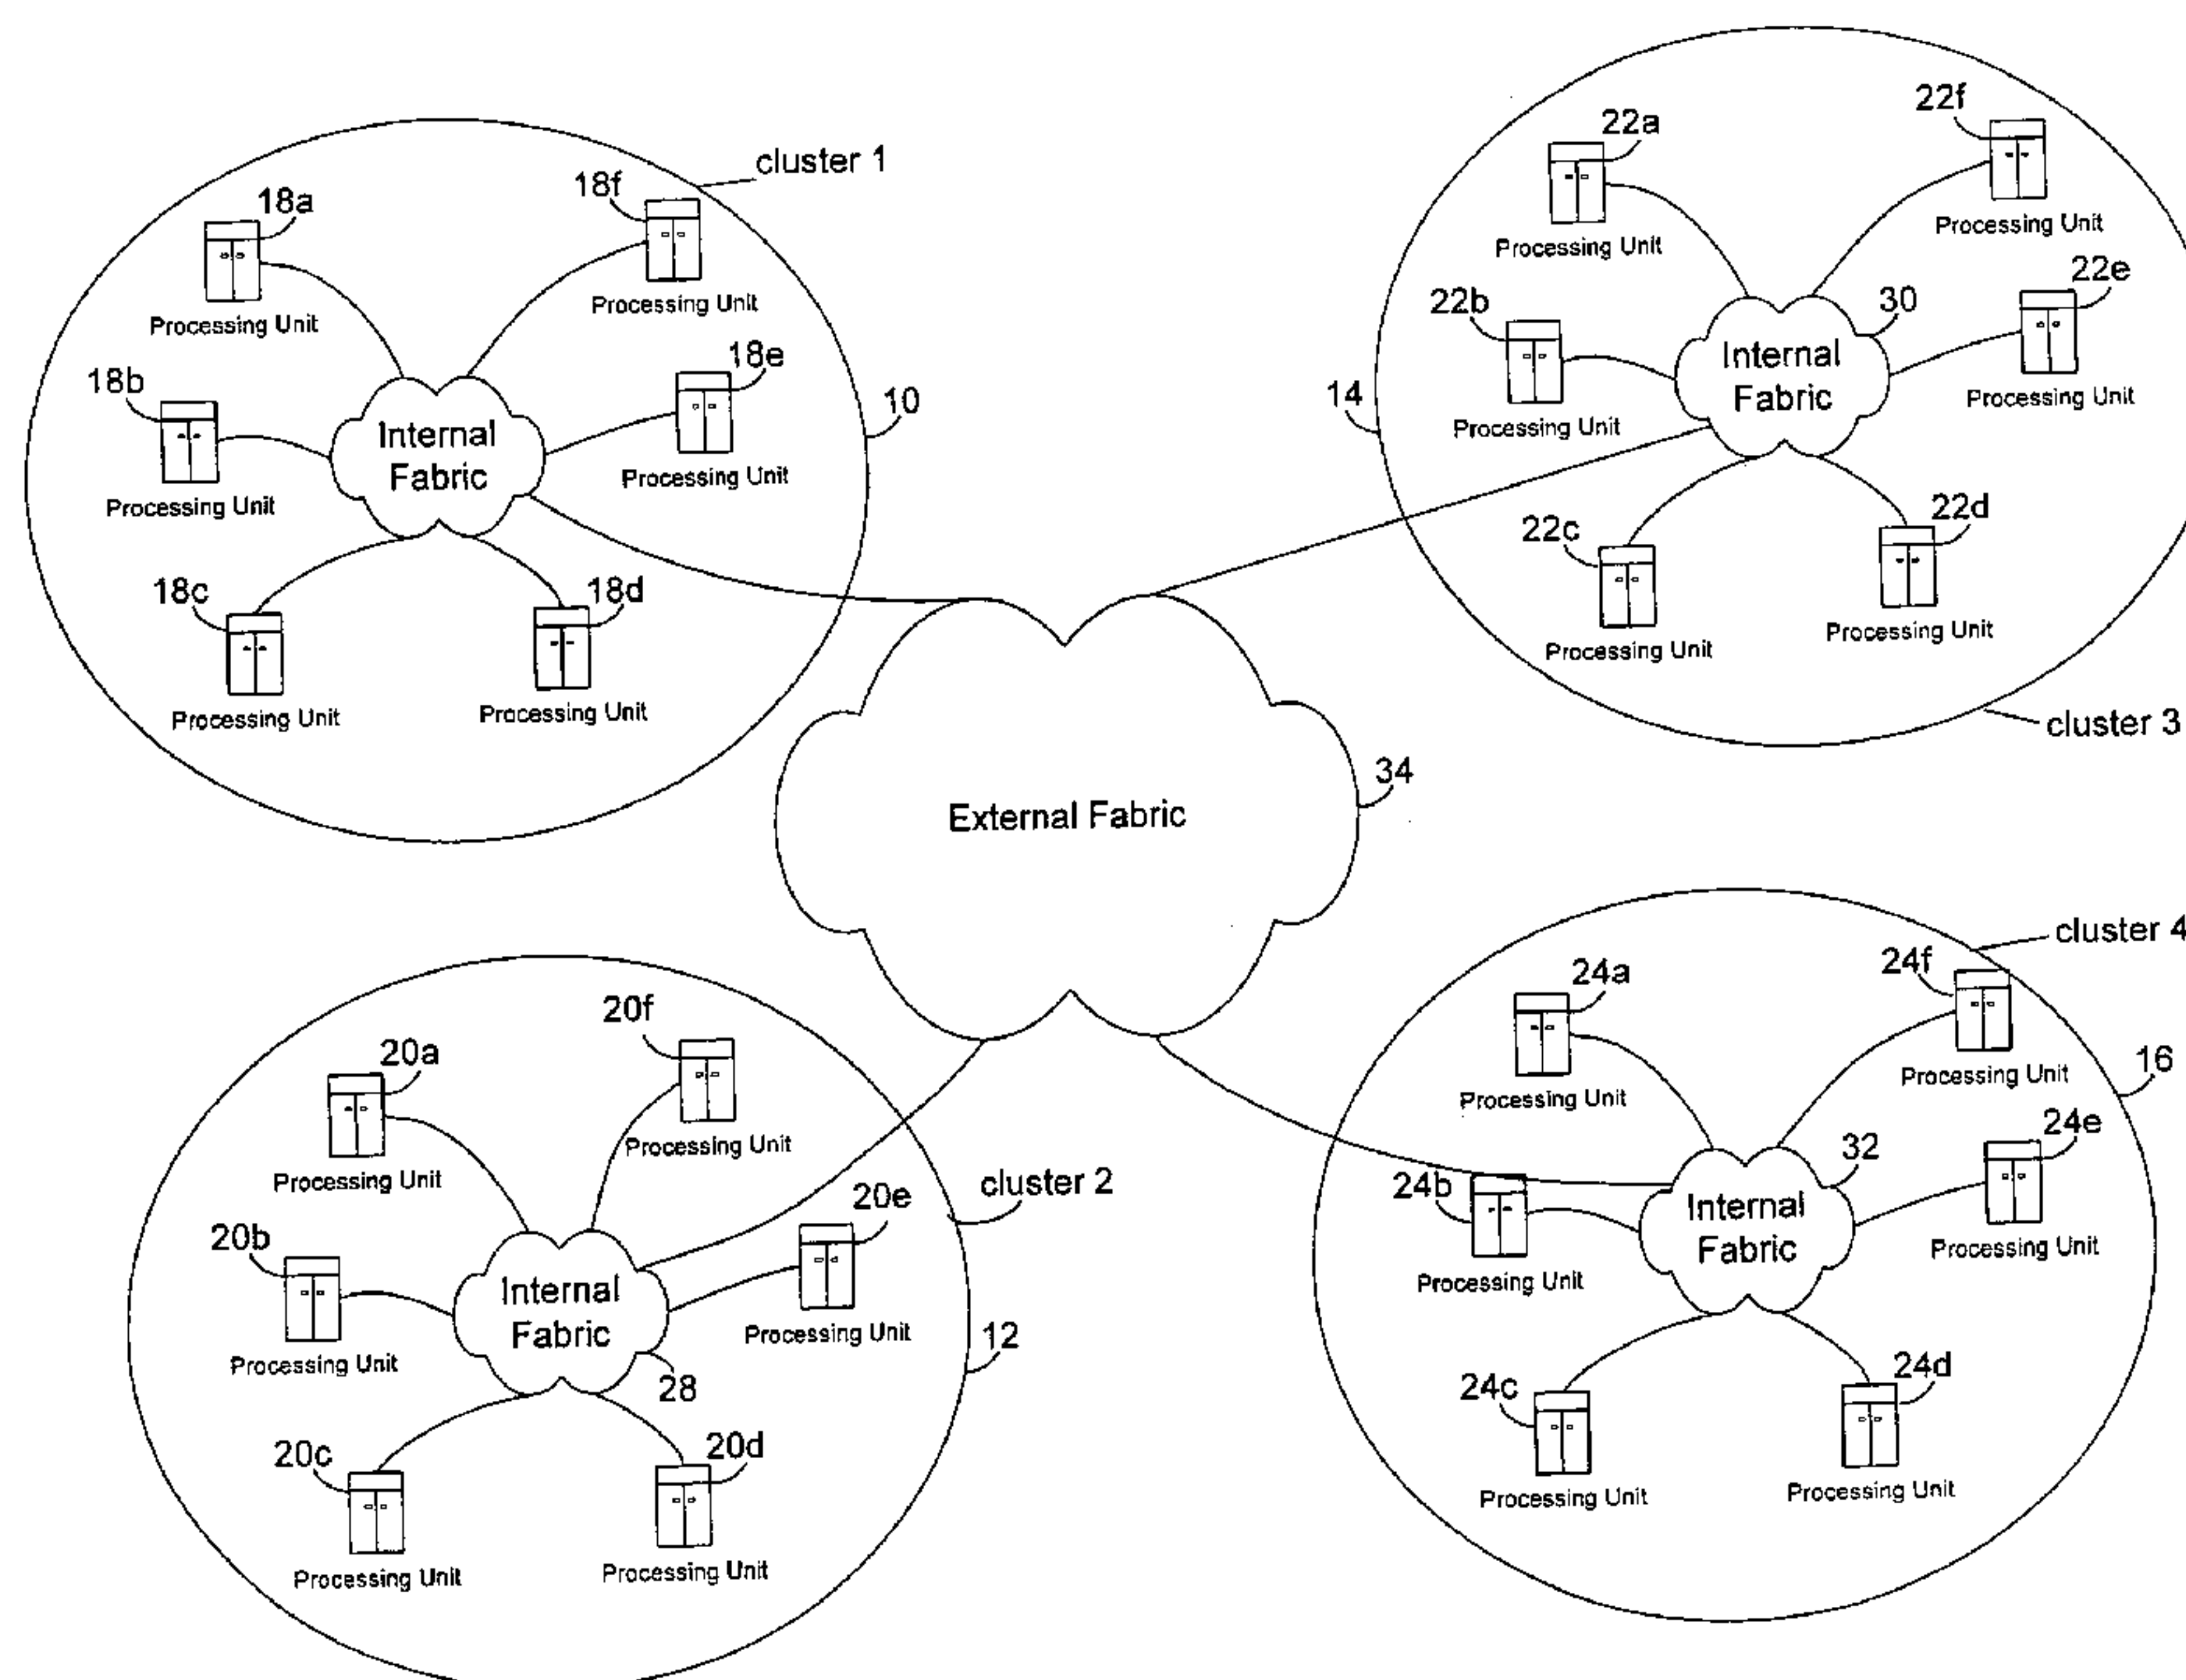 cluster 1
18a
Processing Unit
18f
Processing Unit
18b
Processing Unit
18e
Processing Unit
Internal
Fabric
10
18c
Processing Unit
18d
Processing Unit
22a
Processing Unit
22f
Processing Unit
22b
Processing Unit
30
22e
Processing Unit
Internal
Fabric
14
22c
Processing Unit
22d
Processing Unit
cluster 3
External Fabric
34
20a
Processing Unit
20f
Processing Unit
20b
Processing Unit
cluster 2
20e
Processing Unit
Internal
Fabric
28
12
20c
Processing Unit
20d
Processing Unit
cluster 4
24a
Processing Unit
24f
Processing Unit
16
24b
Processing Unit
32
24e
Processing Unit
Internal
Fabric
24c
Processing Unit
24d
Processing Unit